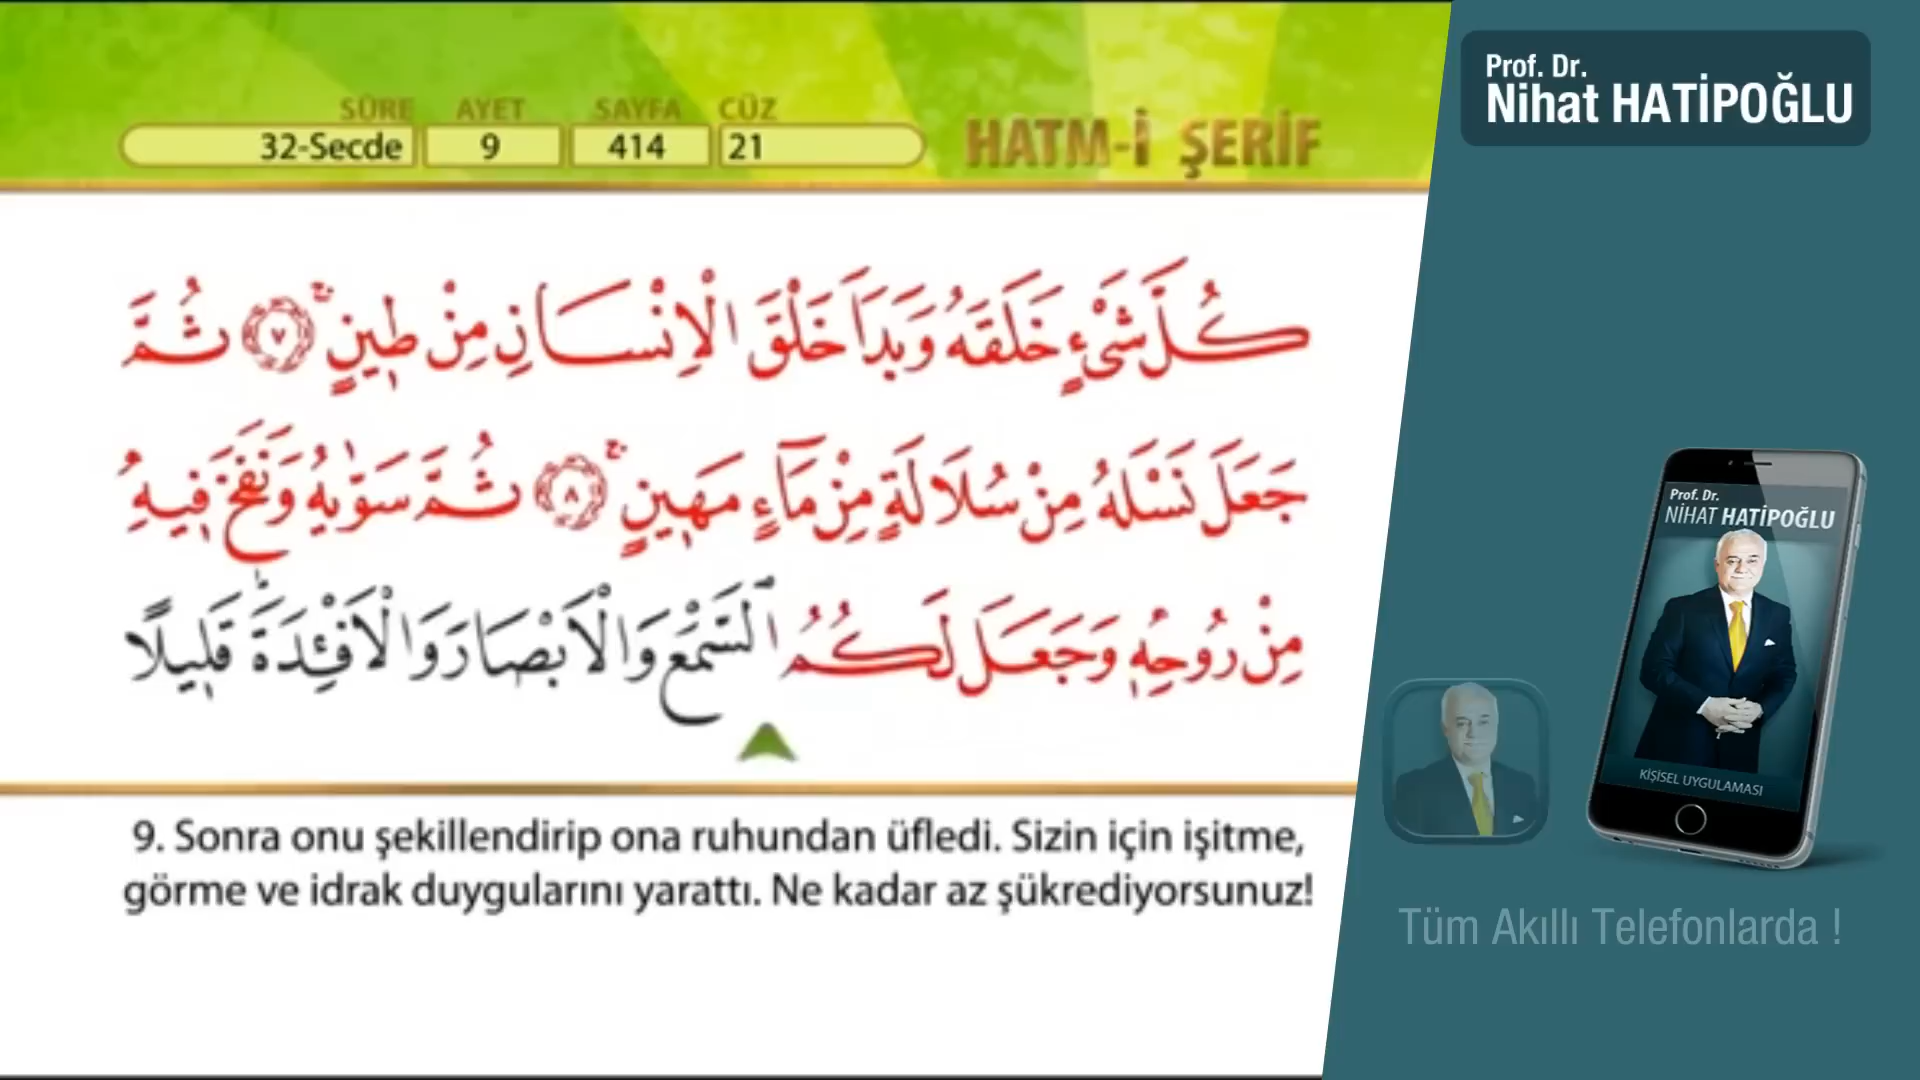 SÛRE AYET SAYFA CÜZ
32-Secde 9 414 21
HATM-İ ŞERİF
كُلَّ شَىْءٍ خَلَقَهُ وَبَدَاَ خَلْقَ الْاِنْسَانِ مِنْ طٖينٍۚ ﴿٧﴾ ثُمَّ
جَعَلَ نَسْلَهُ مِنْ سُلَالَةٍ مِنْ مَٓاءٍ مَهٖينٍۚ ﴿٨﴾ ثُمَّ سَوّٰيهُ وَنَفَخَ فٖيهِ
مِنْ رُوحِهٖ وَجَعَلَ لَكُمُ السَّمْعَ وَالْاَبْصَارَ وَالْاَفْـِٔدَةَۜ قَلٖيلًا
9. Sonra onu şekillendirip ona ruhundan üfledi. Sizin için işitme,
görme ve idrak duygularını yarattı. Ne kadar az şükrediyorsunuz!
Prof. Dr.
Nihat HATİPOĞLU
Prof. Dr.
NİHAT HATİPOĞLU
KİŞİSEL UYGULAMASI
Tüm Akıllı Telefonlarda !